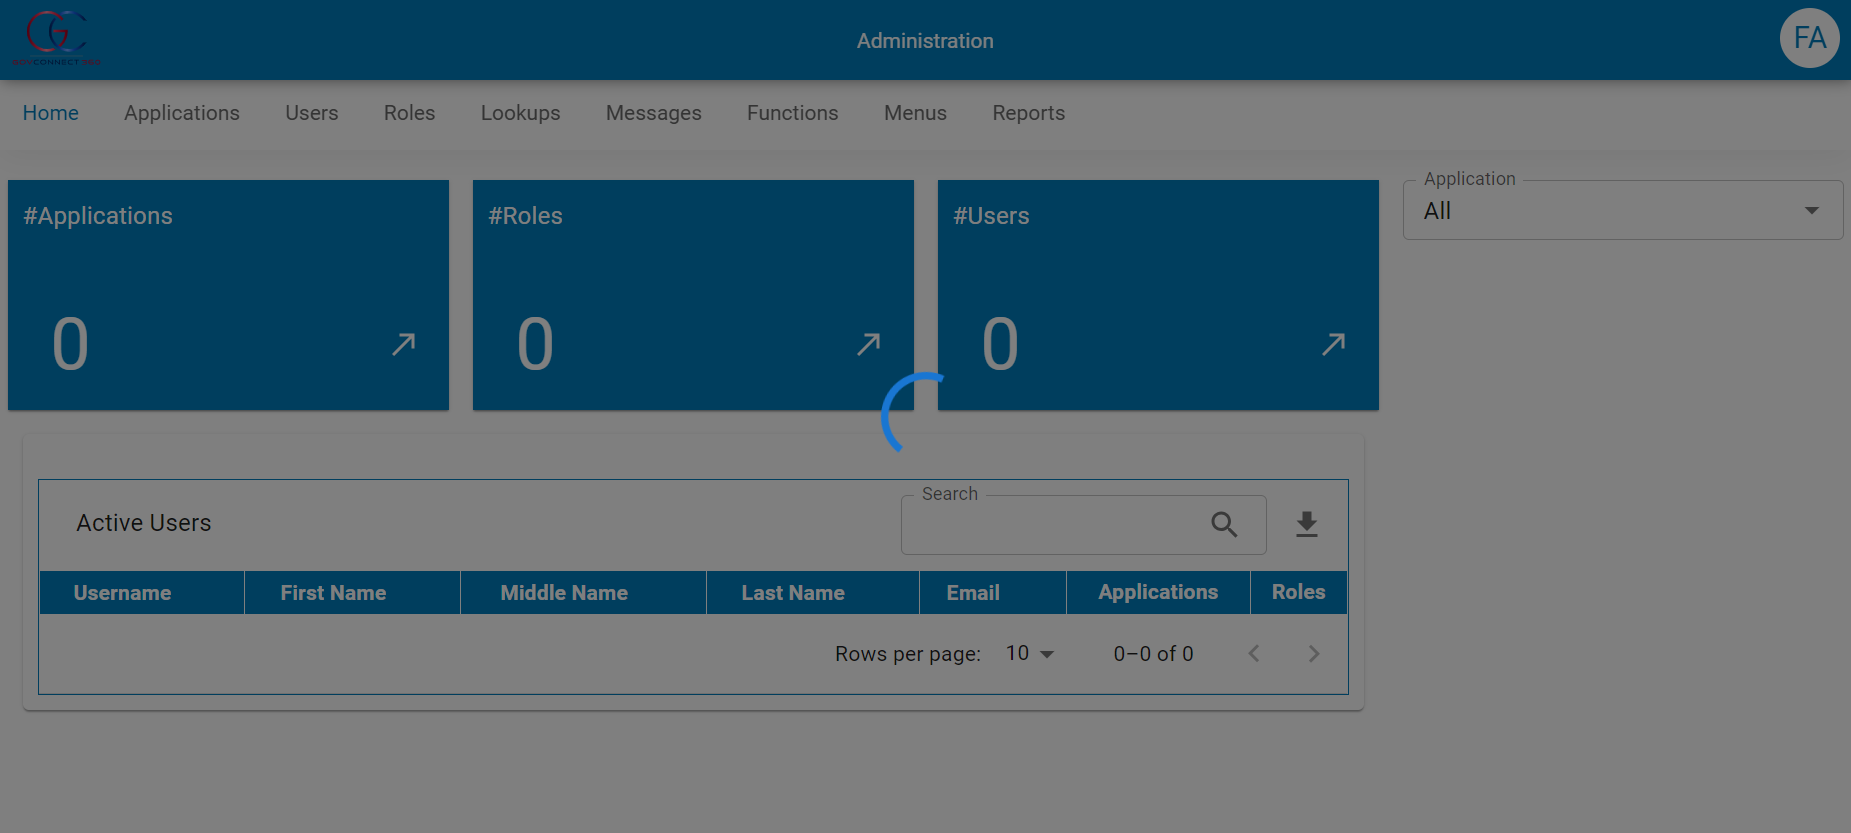 GOVCONNECT.PRO
Administration
FA
Home Applications Users Roles Lookups Messages Functions Menus Reports
#Applications
0
#Roles
0
#Users
0
Application
All
Active Users
Search
Username First Name Middle Name Last Name Email Applications Roles
Rows per page: 10 0–0 of 0